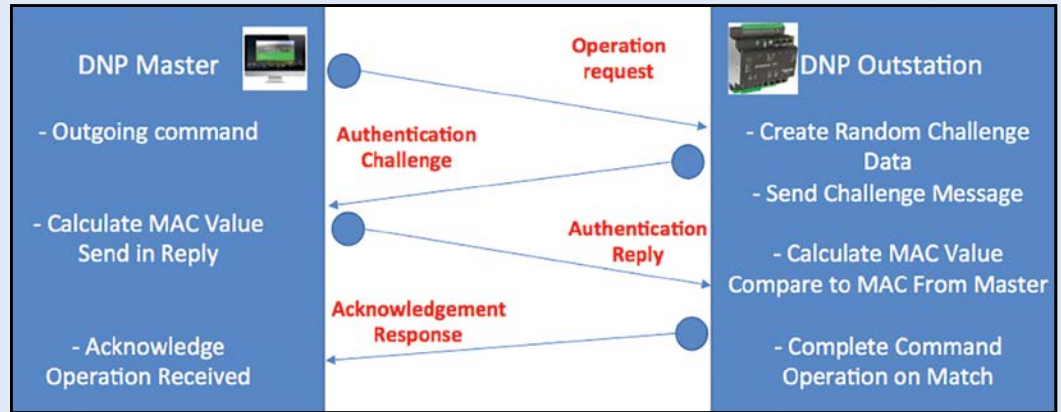 DNP Master
- Outgoing command
- Calculate MAC Value
Send in Reply
- Acknowledge
Operation Received
Operation
request
Authentication
Challenge
Authentication
Reply
Acknowledgement
Response
DNP Outstation
- Create Random Challenge
Data
- Send Challenge Message
- Calculate MAC Value
Compare to MAC From Master
- Complete Command
Operation on Match